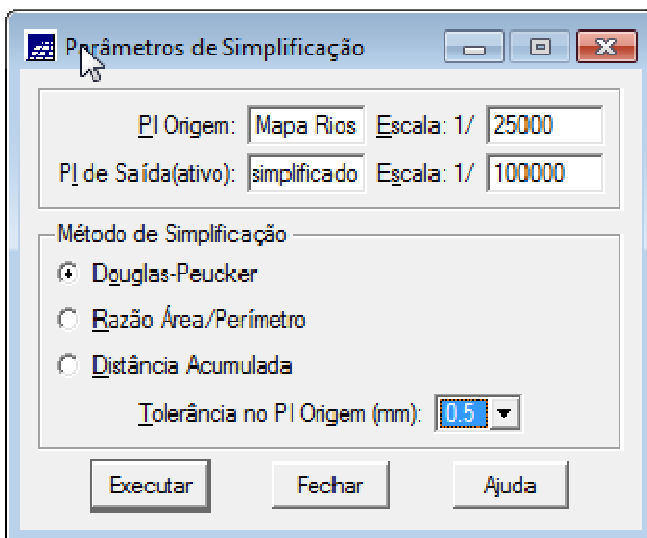 Parâmetros de Simplificação
PI Origem: Mapa Rios Escala: 1/ 25000
PI de Saída(ativo): simplificado Escala: 1/ 100000
Método de Simplificação
Douglas-Peucker
Razão Área/Perímetro
Distância Acumulada
Tolerância no PI Origem (mm): 0.5
Executar Fechar Ajuda